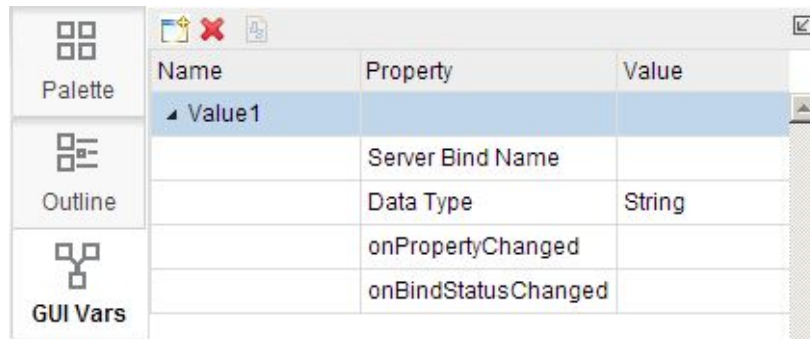 Palette
Outline
GUI Vars
Name Property Value
Value1
Server Bind Name
Data Type String
onPropertyChanged
onBindStatusChanged